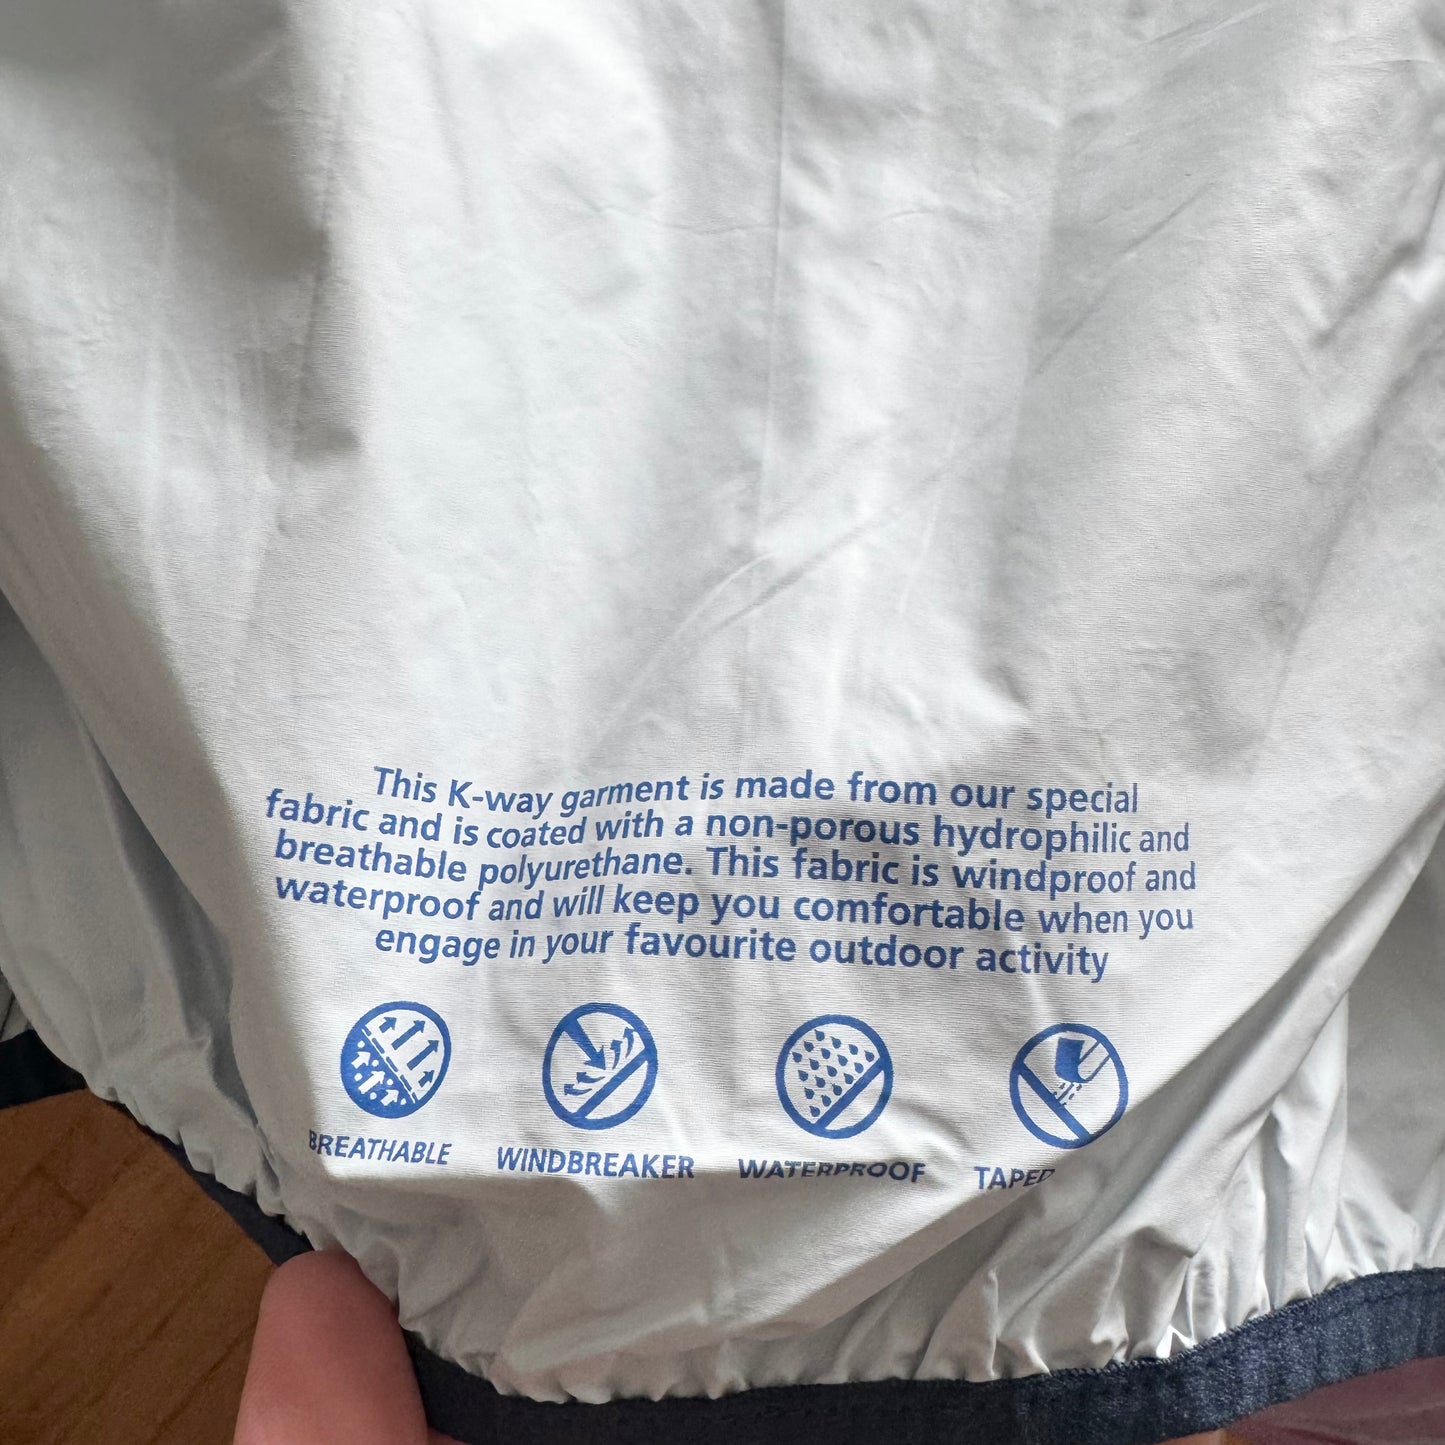 This K-way garment is made from our special
fabric and is coated with a non-porous hydrophilic and
breathable polyurethane. This fabric is windproof and
waterproof and will keep you comfortable when you
engage in your favourite outdoor activity
BREATHABLE WINDBREAKER WATERPROOF TAPED